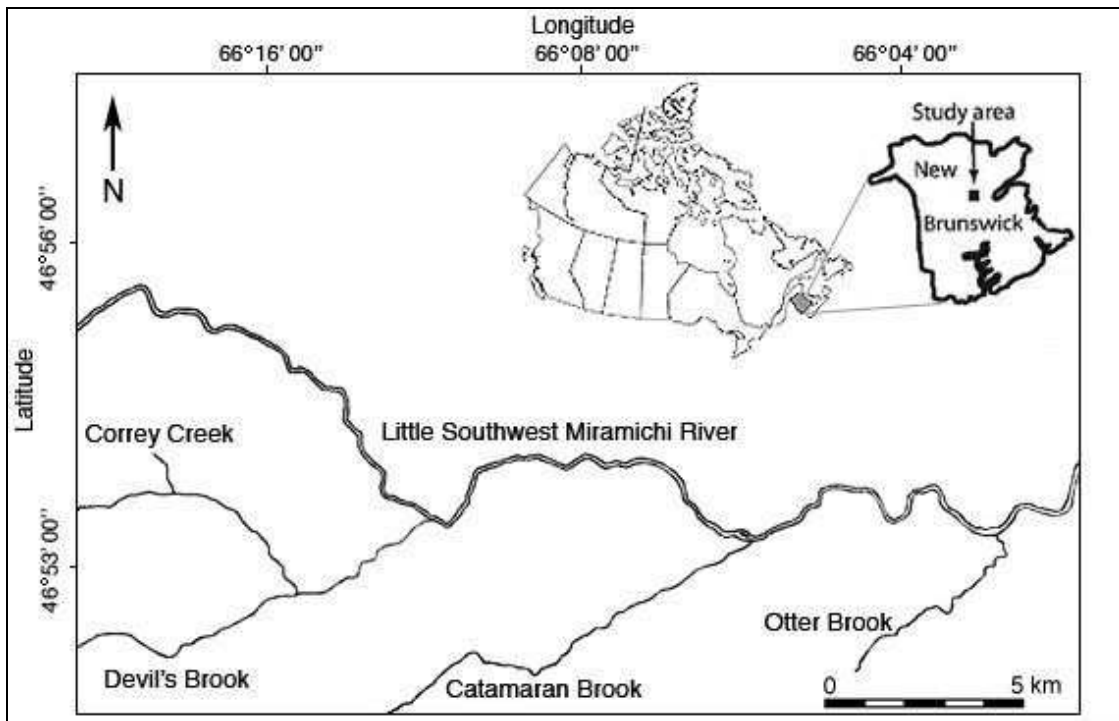 Longitude
66°16' 00"
66°08' 00"
66°04' 00"
N
Study area
New
Brunswick
46°56' 00"
Latitude
Correy Creek
Little Southwest Miramichi River
46°53' 00"
Otter Brook
Devil's Brook
Catamaran Brook
0
5 km